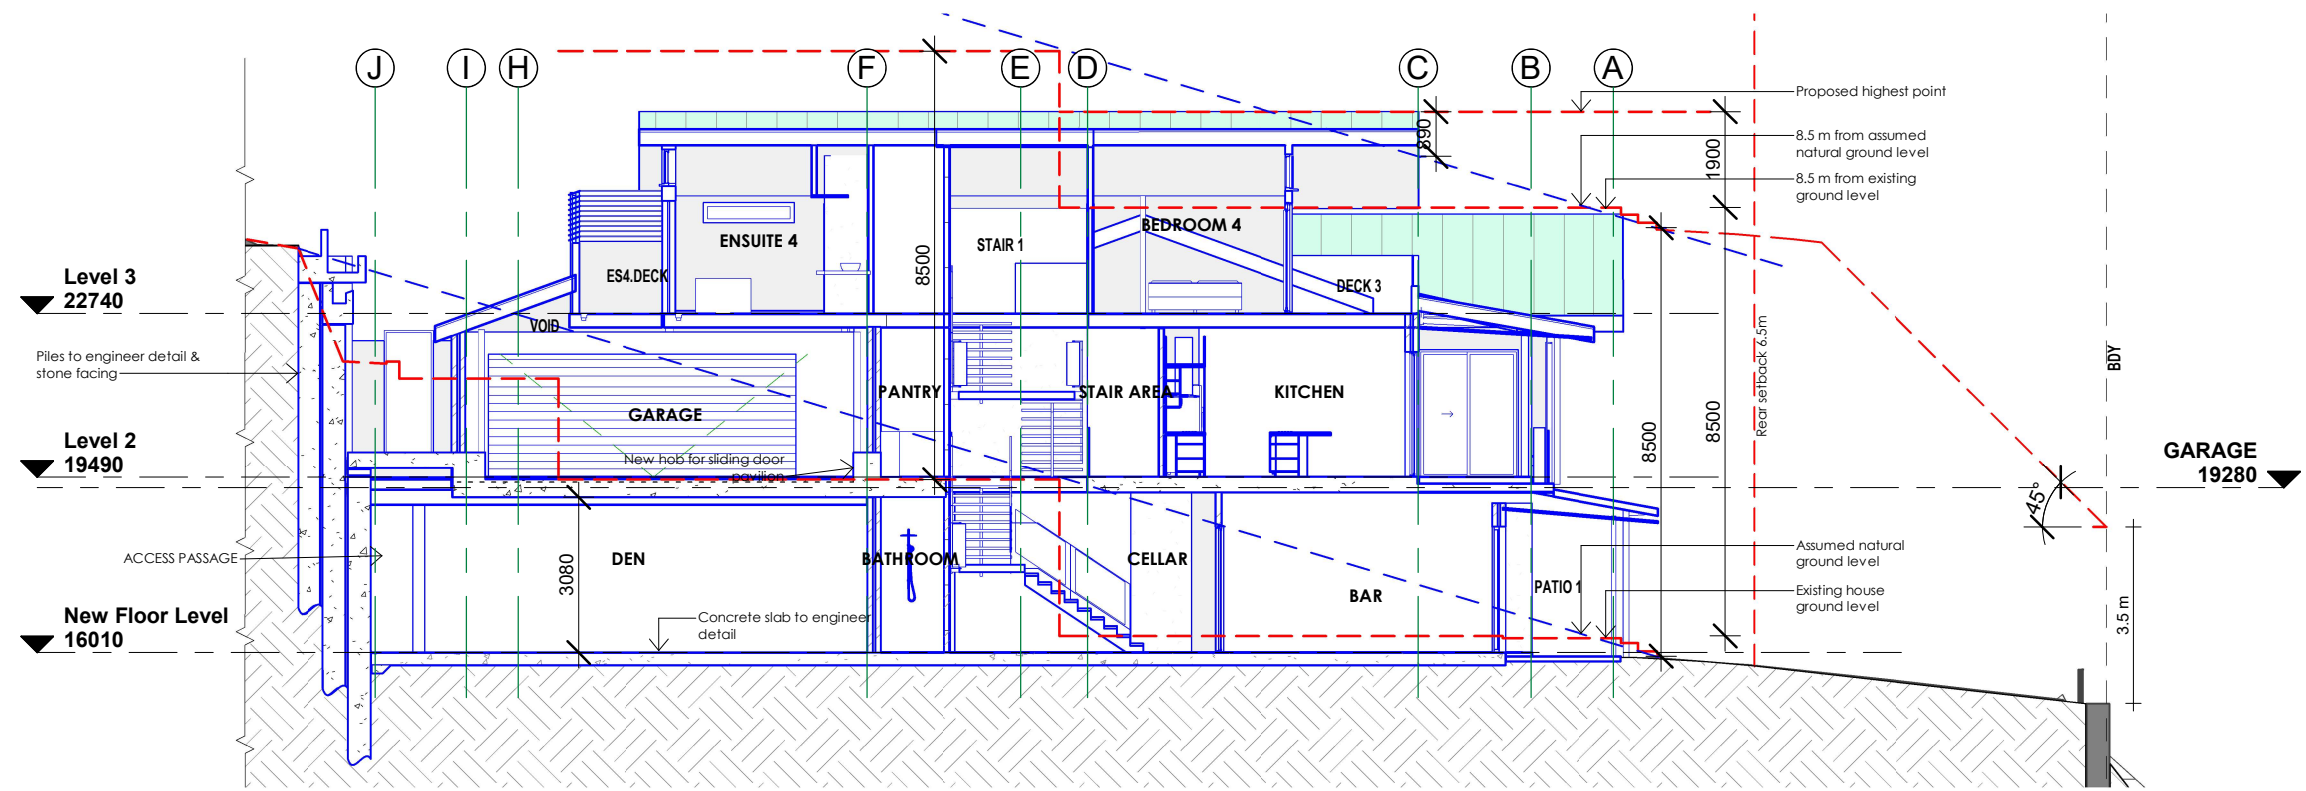 J
I
H
F
E
D
C
B
A
Proposed highest point
8.5 m from assumed
natural ground level
8.5 m from existing
ground level
890
1900
ENSUITE 4
STAIR 1
BEDROOM 4
ES4.DECK
DECK 3
8500
Level 3
22740
VOID
Piles to engineer detail &
stone facing
GARAGE
PANTRY
STAIR AREA
KITCHEN
8500
8500
Rear setback 6.5m
BDY
Level 2
19490
New hob for sliding door
pavilion
GARAGE
19280
45°
ACCESS PASSAGE
DEN
3080
BATHROOM
CELLAR
BAR
PATIO 1
Assumed natural
ground level
Existing house
ground level
3.5 m
New Floor Level
16010
Concrete slab to engineer
detail